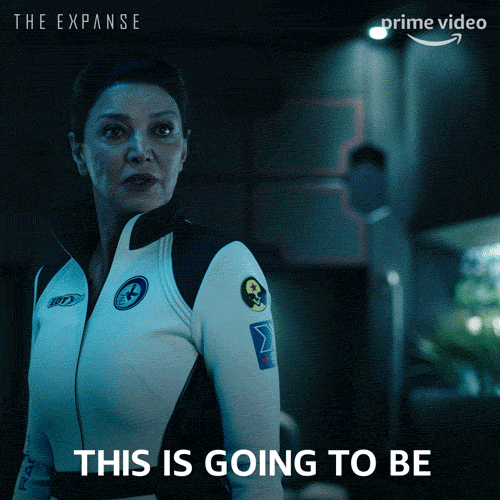 THE EXPANSE
prime video
THIS IS GOING TO BE